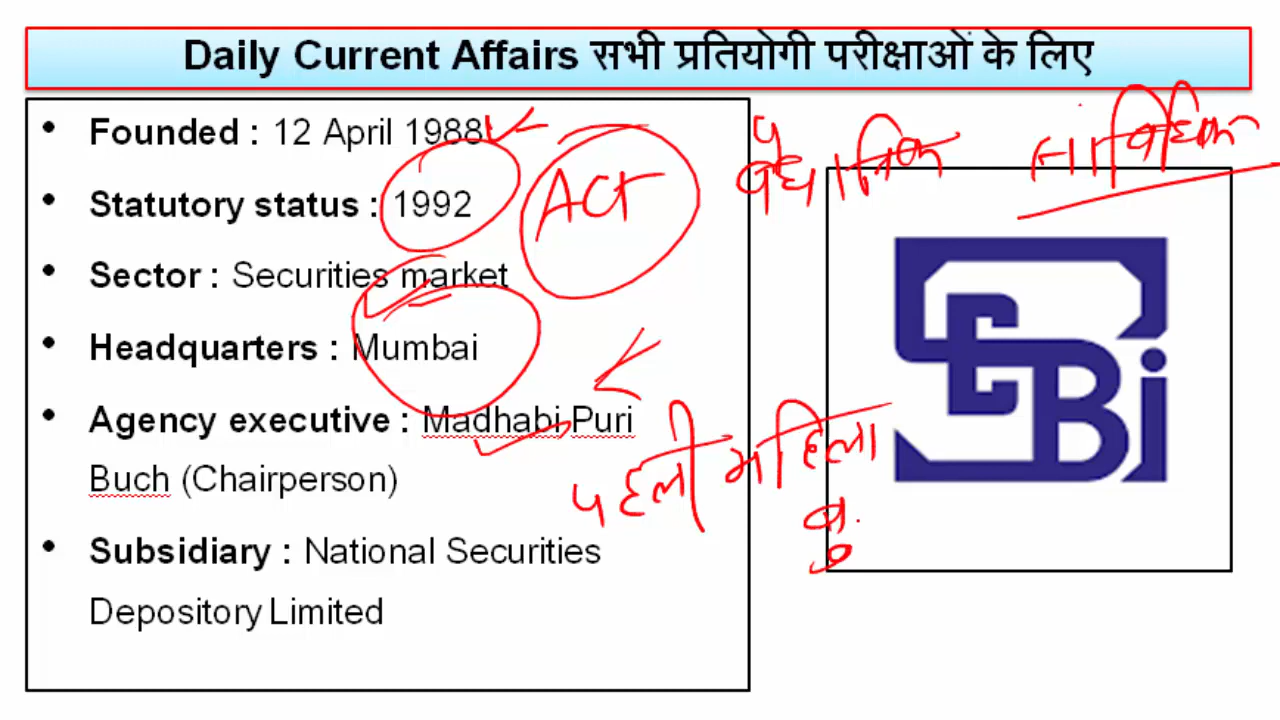 Daily Current Affairs सभी प्रतियोगी परीक्षाओं के लिए
• Founded : 12 April 1988
• Statutory status : 1992
ACT
• Sector : Securities market
• Headquarters : Mumbai
• Agency executive : Madhabi Puri
Buch (Chairperson)
• Subsidiary : National Securities
Depository Limited
पहली महिला
SEBi